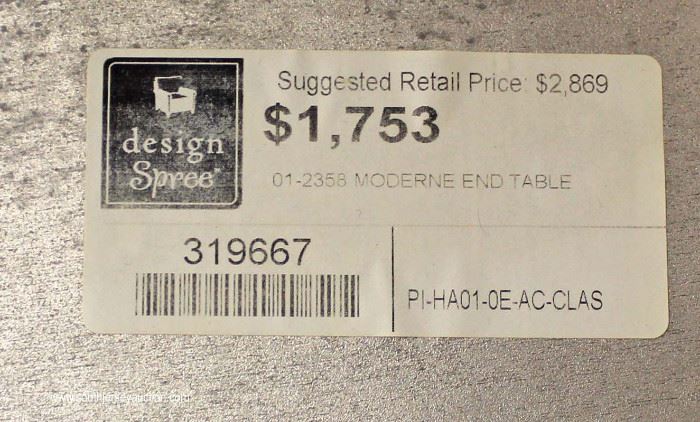 design
Spree™
Suggested Retail Price: $2,869
$1,753
01-2358 MODERNE END TABLE
319667
PI-HA01-0E-AC-CLAS